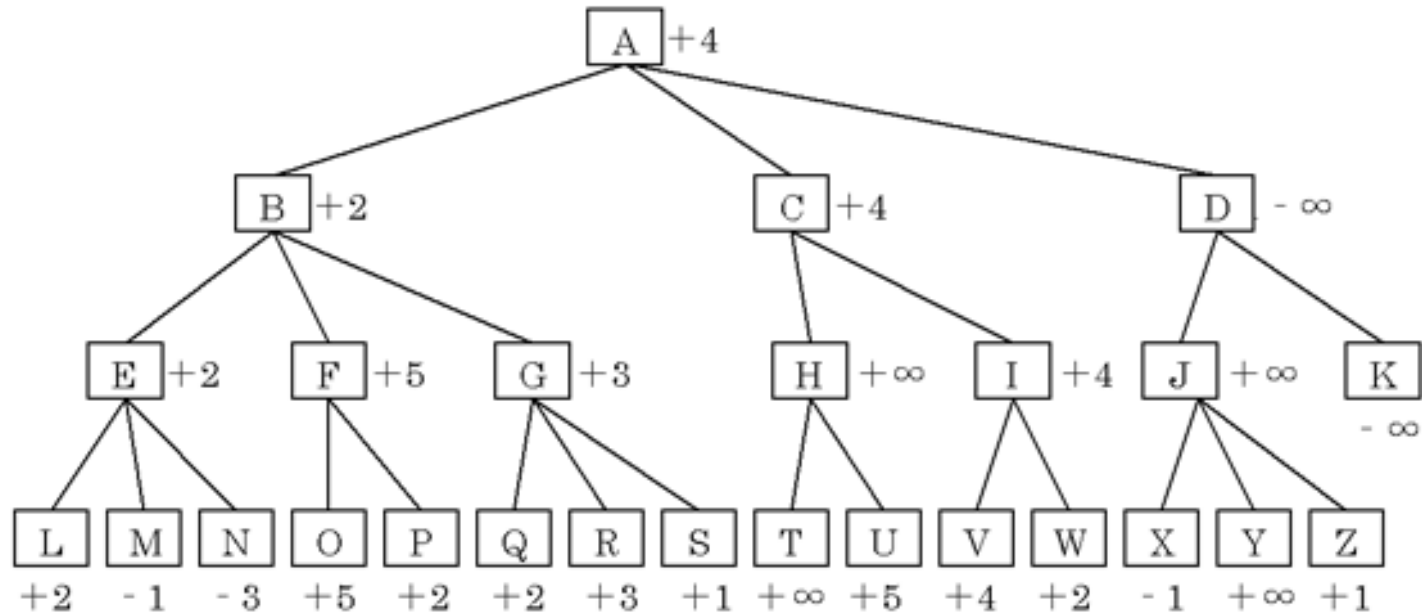 A +4
B +2 C +4 D - ∞
E +2 F +5 G +3 H +∞ I +4 J +∞ K
- ∞
L M N O P Q R S T U V W X Y Z
+2 -1 -3 +5 +2 +2 +3 +1 +∞ +5 +4 +2 -1 +∞ +1